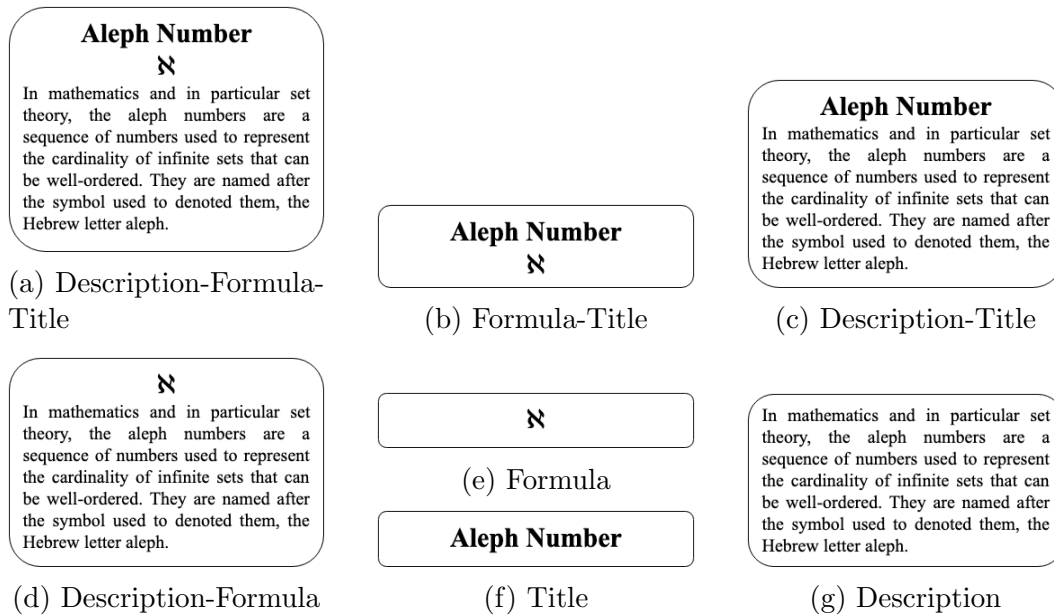 Aleph Number
ℵ
In mathematics and in particular set
theory, the aleph numbers are a
sequence of numbers used to represent
the cardinality of infinite sets that can
be well-ordered. They are named after
the symbol used to denoted them, the
Hebrew letter aleph.
(a) Description-Formula-
Title
Aleph Number
ℵ
(b) Formula-Title
Aleph Number
In mathematics and in particular set
theory, the aleph numbers are a
sequence of numbers used to represent
the cardinality of infinite sets that can
be well-ordered. They are named after
the symbol used to denoted them, the
Hebrew letter aleph.
(c) Description-Title
ℵ
In mathematics and in particular set
theory, the aleph numbers are a
sequence of numbers used to represent
the cardinality of infinite sets that can
be well-ordered. They are named after
the symbol used to denoted them, the
Hebrew letter aleph.
(d) Description-Formula
ℵ
(e) Formula
Aleph Number
(f) Title
In mathematics and in particular set
theory, the aleph numbers are a
sequence of numbers used to represent
the cardinality of infinite sets that can
be well-ordered. They are named after
the symbol used to denoted them, the
Hebrew letter aleph.
(g) Description